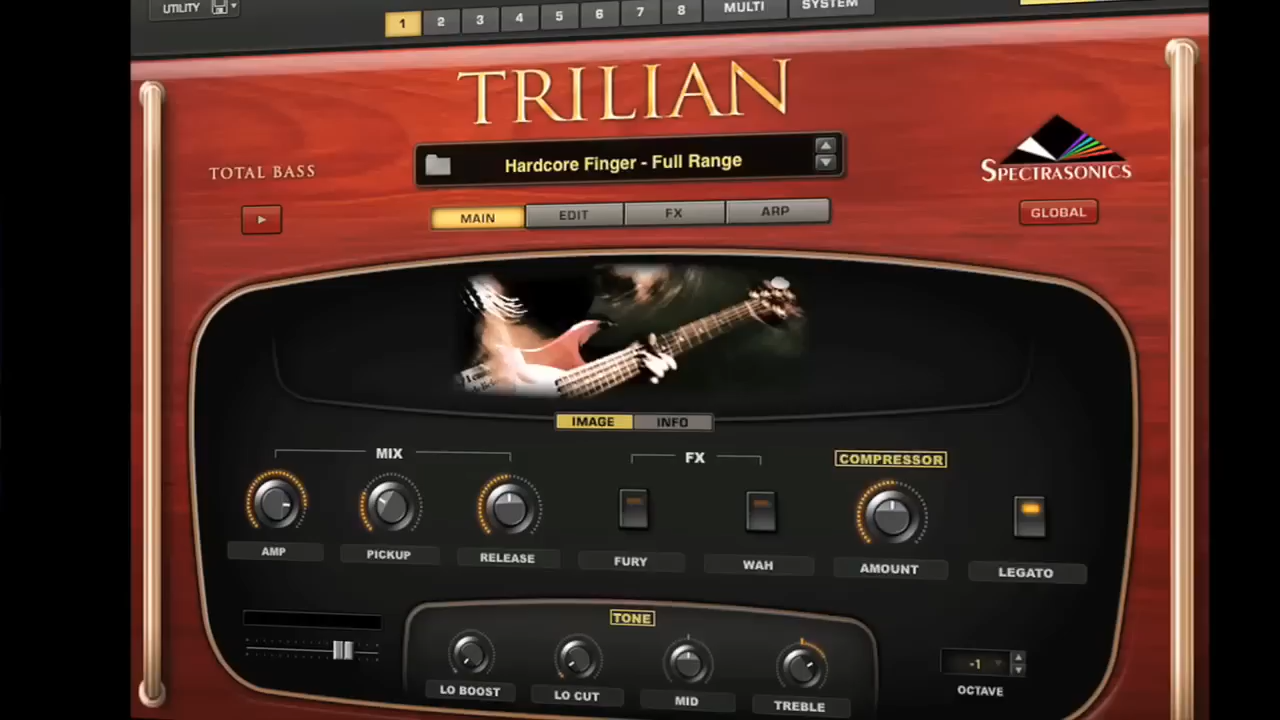 UTILITY
1 2 3 4 5 6 7 8 MULTI SYSTEM
TRILIAN
TOTAL BASS
Hardcore Finger - Full Range
SPECTRASONICS
MAIN EDIT FX ARP
GLOBAL
IMAGE INFO
MIX FX COMPRESSOR
AMP PICKUP RELEASE FURY WAH AMOUNT LEGATO
TONE
-1
LO BOOST LO CUT MID TREBLE OCTAVE